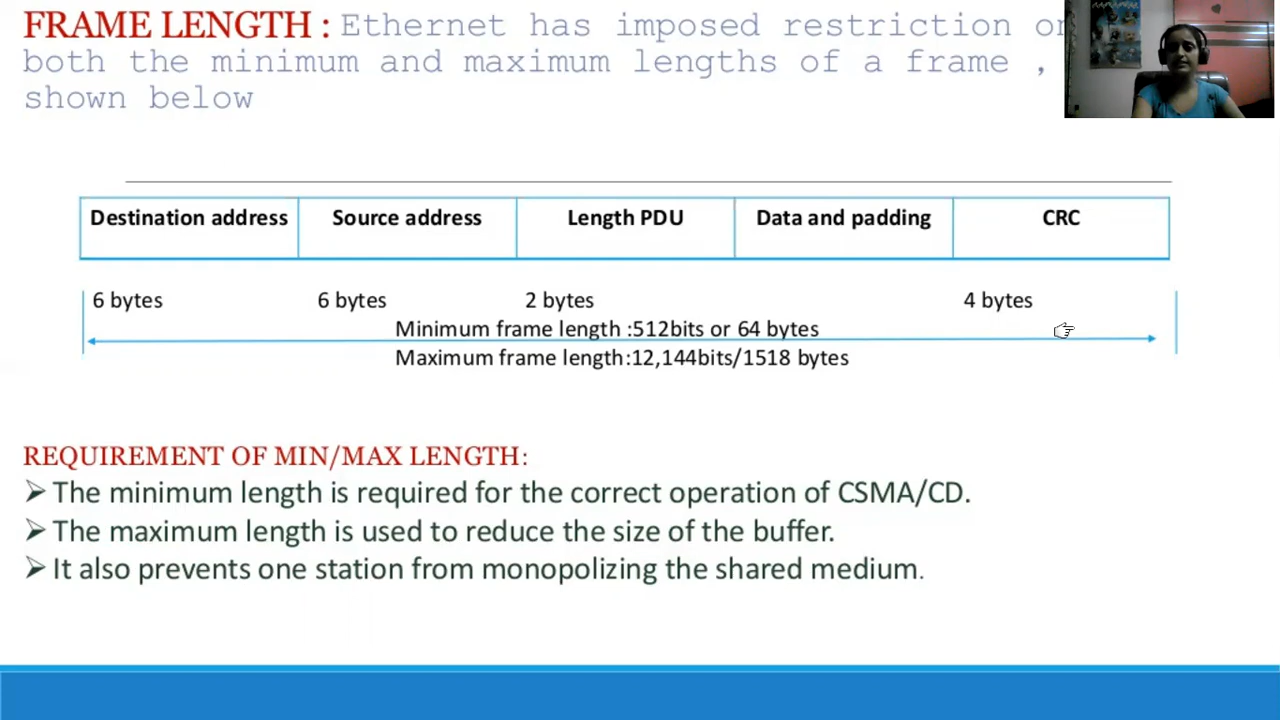 FRAME LENGTH : Ethernet has imposed restriction on
both the minimum and maximum lengths of a frame ,
shown below
Destination address Source address Length PDU Data and padding CRC
6 bytes 6 bytes 2 bytes 4 bytes
Minimum frame length :512bits or 64 bytes
Maximum frame length:12,144bits/1518 bytes
REQUIREMENT OF MIN/MAX LENGTH:
➢ The minimum length is required for the correct operation of CSMA/CD.
➢ The maximum length is used to reduce the size of the buffer.
➢ It also prevents one station from monopolizing the shared medium.